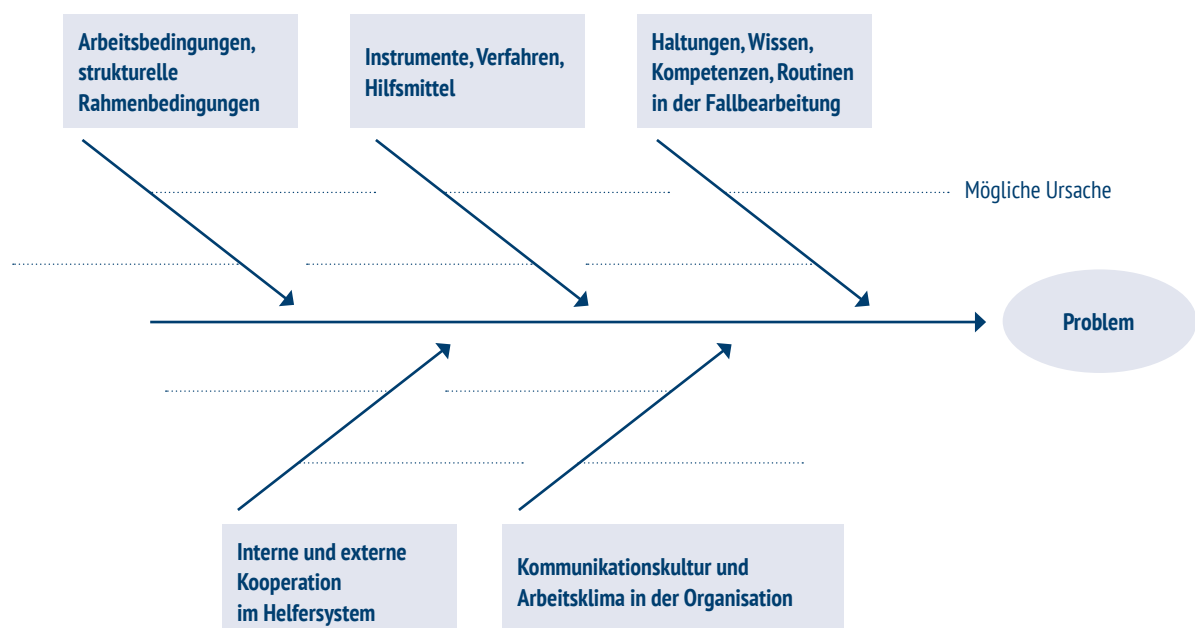 Arbeitsbedingungen,
strukturelle
Rahmenbedingungen
Instrumente, Verfahren,
Hilfsmittel
Haltungen, Wissen,
Kompetenzen, Routinen
in der Fallbearbeitung
Mögliche Ursache
Problem
Interne und externe
Kooperation
im Helfersystem
Kommunikationskultur und
Arbeitsklima in der Organisation